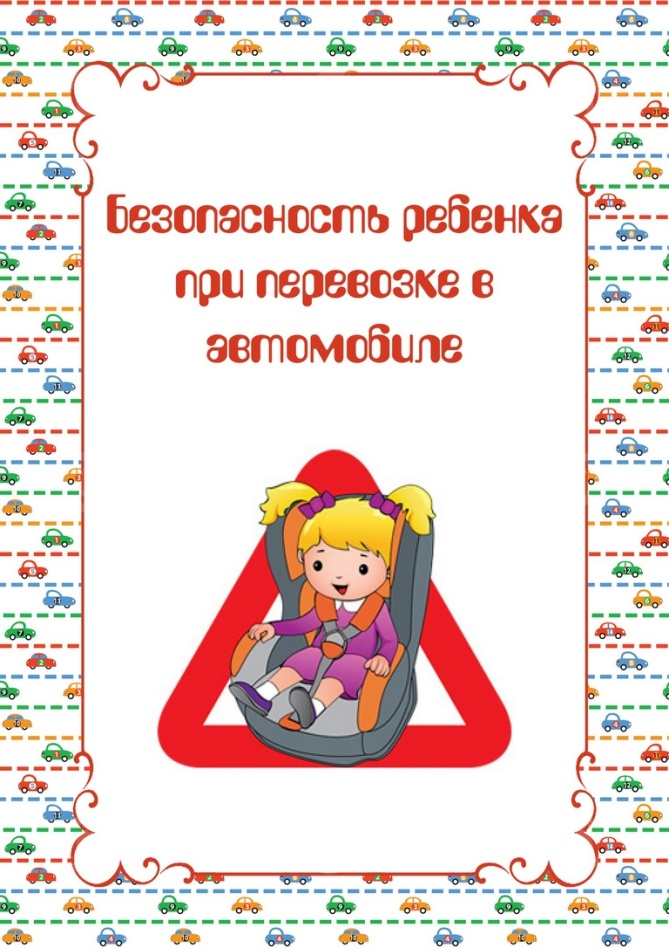 Безопасность ребенка
при перевозке в
автомобиле